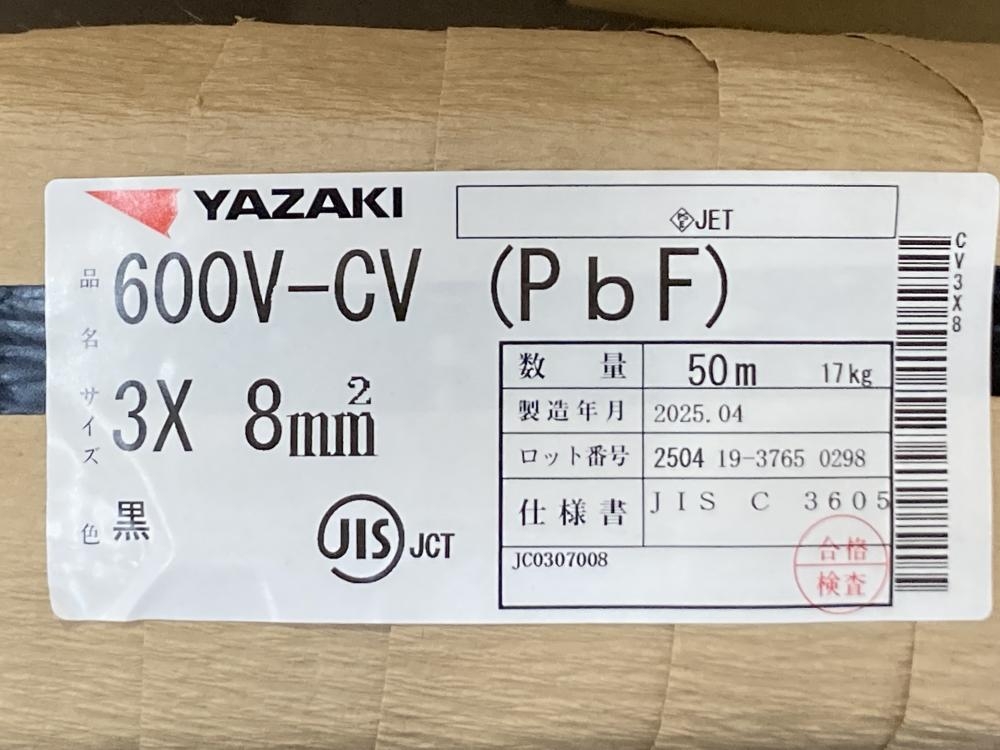 YAZAKI
PSE JET
品名 600V-CV (PbF)
サイズ 3X 8mm²
色 黒
JIS JCT
数量 50m 17kg
製造年月 2025.04
ロット番号 2504 19-3765 0298
仕様書 JIS C 3605
JC0307008
合格
検査
CV3X8